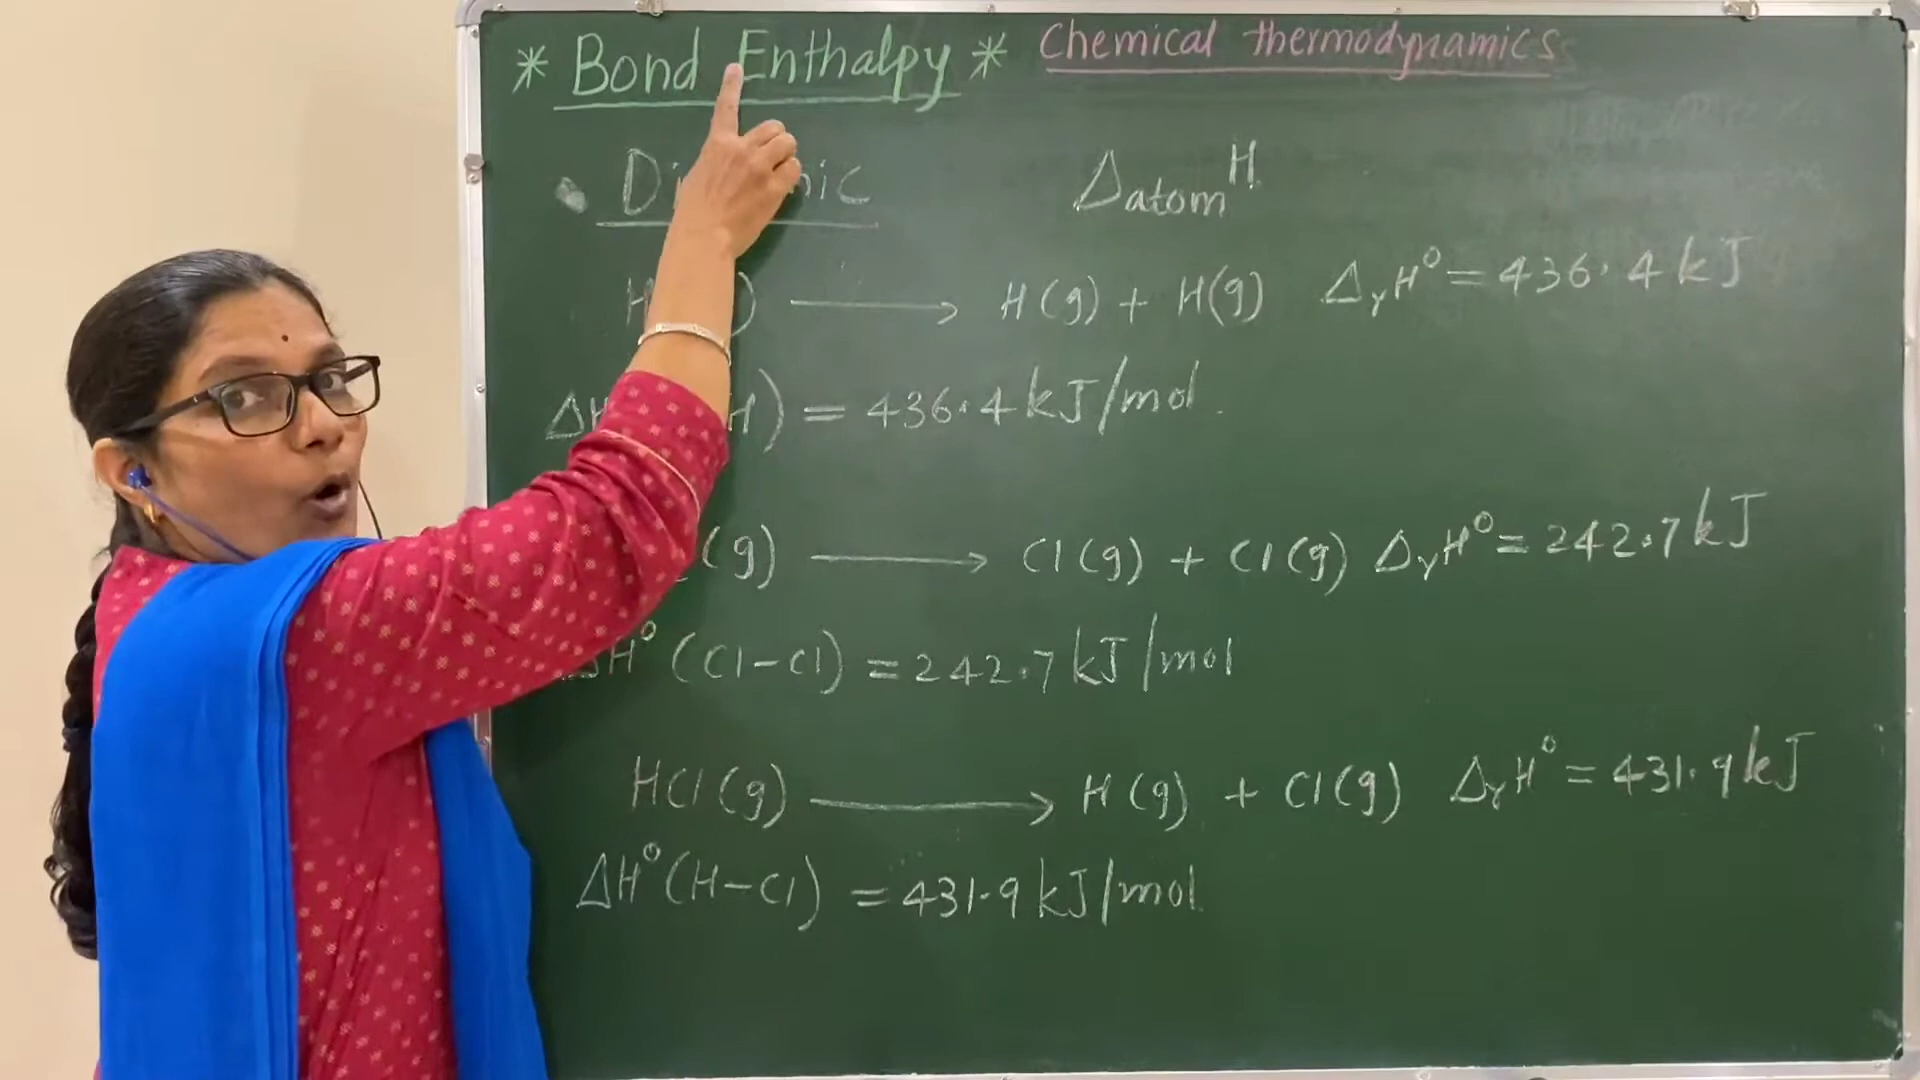 * Bond Enthalpy * Chemical thermodynamics
Δatom H
H(g) + H(g) ΔrH° = 436.4 kJ
= 436.4 kJ/mol.
(g) ⟶ Cl(g) + Cl(g) ΔrH° = 242.7 kJ
ΔH° (Cl-Cl) = 242.7 kJ/mol
HCl(g) ⟶ H(g) + Cl(g) ΔrH° = 431.9 kJ
ΔH° (H-Cl) = 431.9 kJ/mol